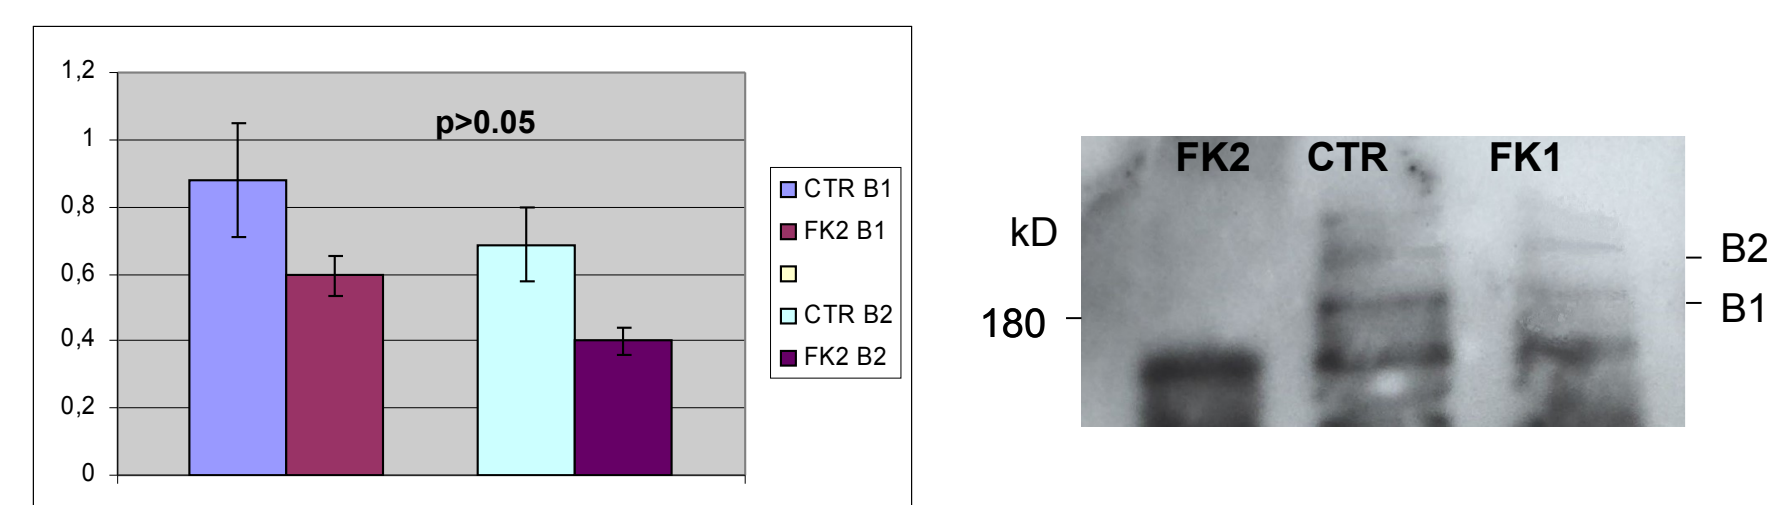 1,2
1
0,8
0,6
0,4
0,2
0
p>0.05
CTR B1
FK2 B1
CTR B2
FK2 B2
FK2 CTR FK1
kD
180
B2
B1